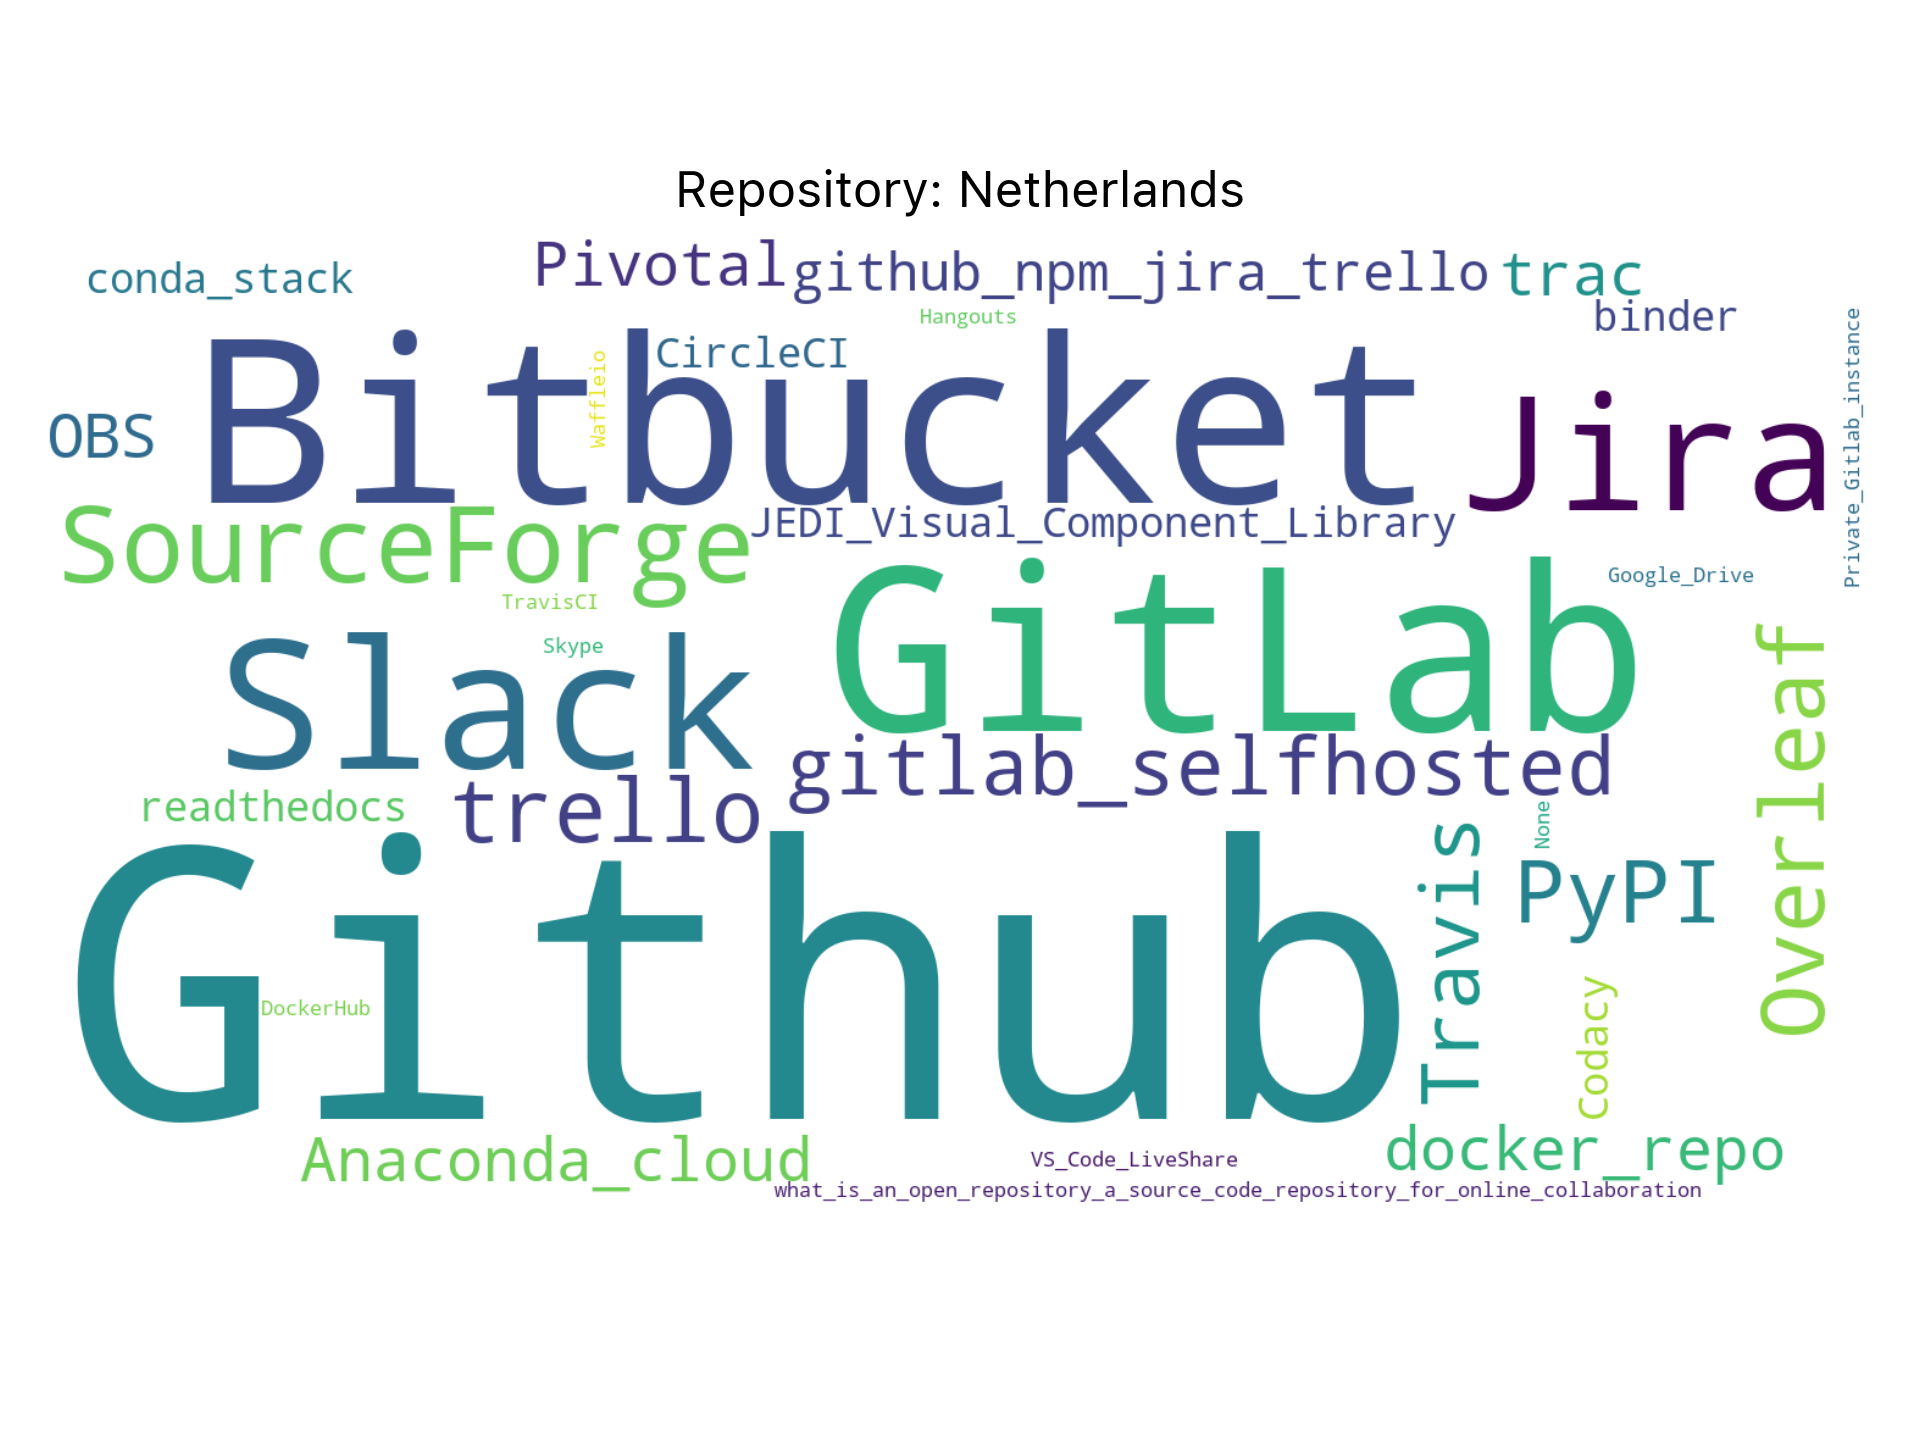 Repository: Netherlands
conda_stack
Pivotal
github_npm_jira_trello
trac
Hangouts
binder
CircleCI
Waffleio
Private_Gitlab_instance
OBS
Bitbucket
Jira
SourceForge
JEDI_Visual_Component_Library
TravisCI
Google_Drive
Skype
Slack
GitLab
Overleaf
gitlab_selfhosted
readthedocs
trello
None
Github
Travis
PyPI
DockerHub
Codacy
Anaconda_cloud
VS_Code_LiveShare
docker_repo
what_is_an_open_repository_a_source_code_repository_for_online_collaboration